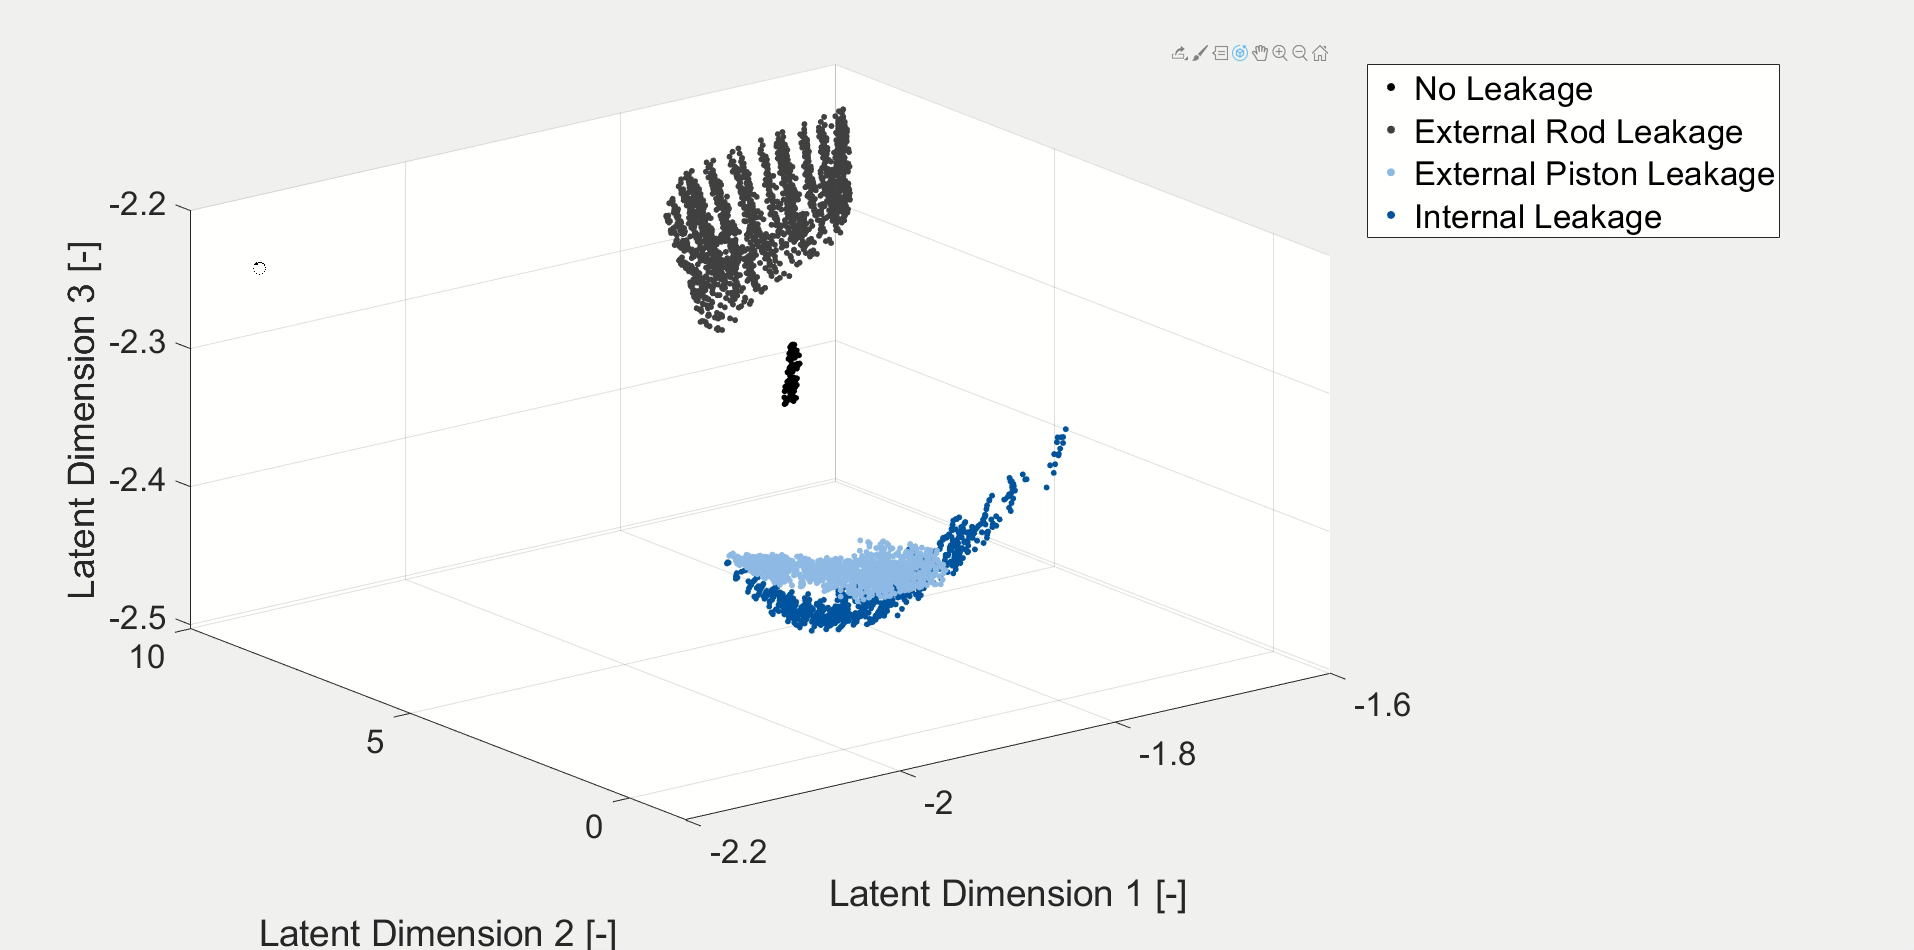 No Leakage
External Rod Leakage
External Piston Leakage
Internal Leakage
-2.2
-2.3
-2.4
-2.5
Latent Dimension 3 [-]
10
5
0
Latent Dimension 2 [-]
-2.2
-2
-1.8
-1.6
Latent Dimension 1 [-]